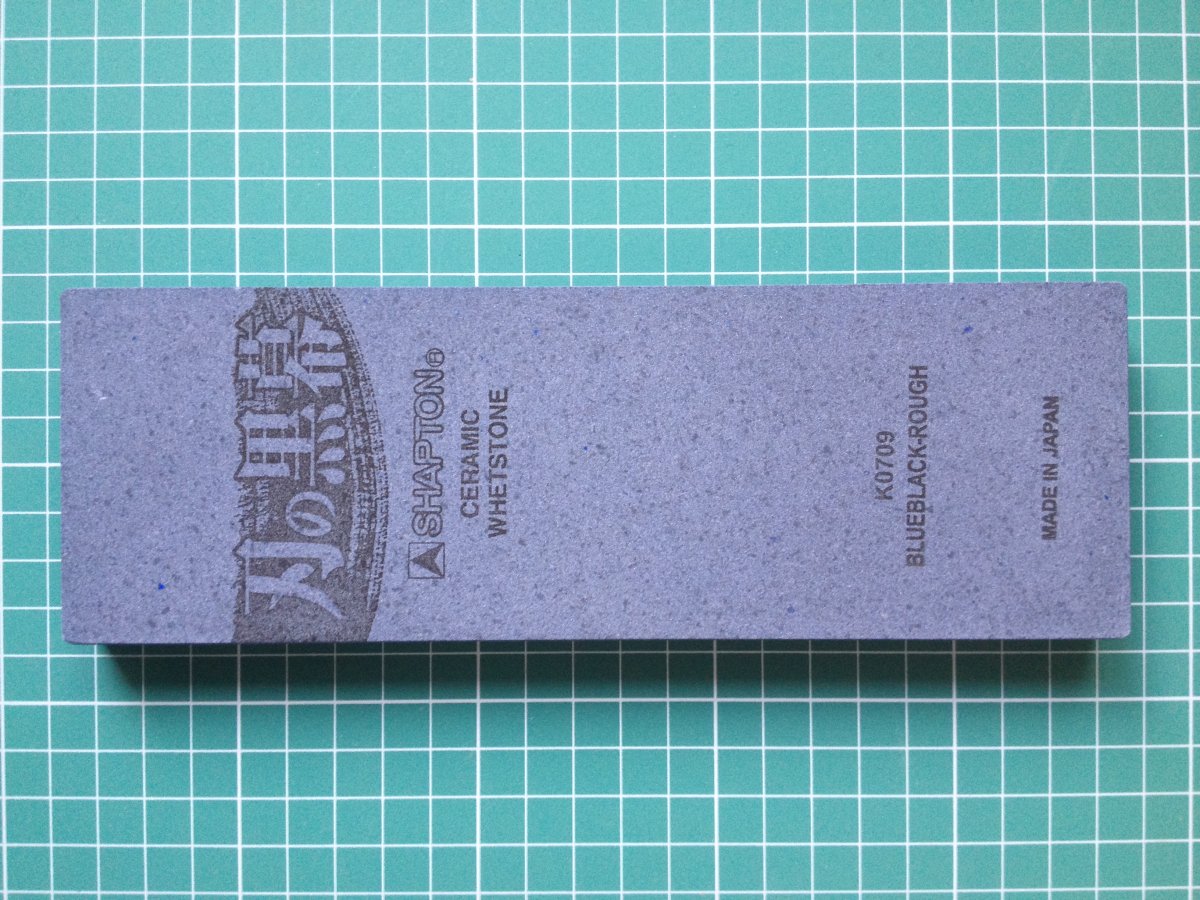 刃の黒幕
SHAPTON®
CERAMIC
WHETSTONE
K0709
BLUEBLACK-ROUGH
MADE IN JAPAN